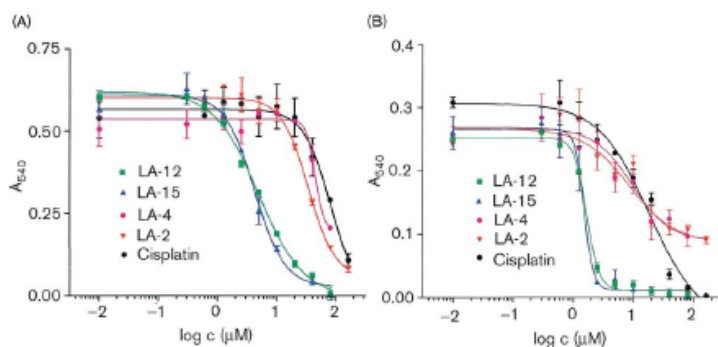 (A)
0.75
0.50
0.25
0.00
A540
LA-12
LA-15
LA-4
LA-2
Cisplatin
−2 −1 0 1 2
log c (μM)
(B)
0.4
0.3
0.2
0.1
0.00
A540
LA-12
LA-15
LA-4
LA-2
Cisplatin
−2 −1 0 1 2
log c (μM)